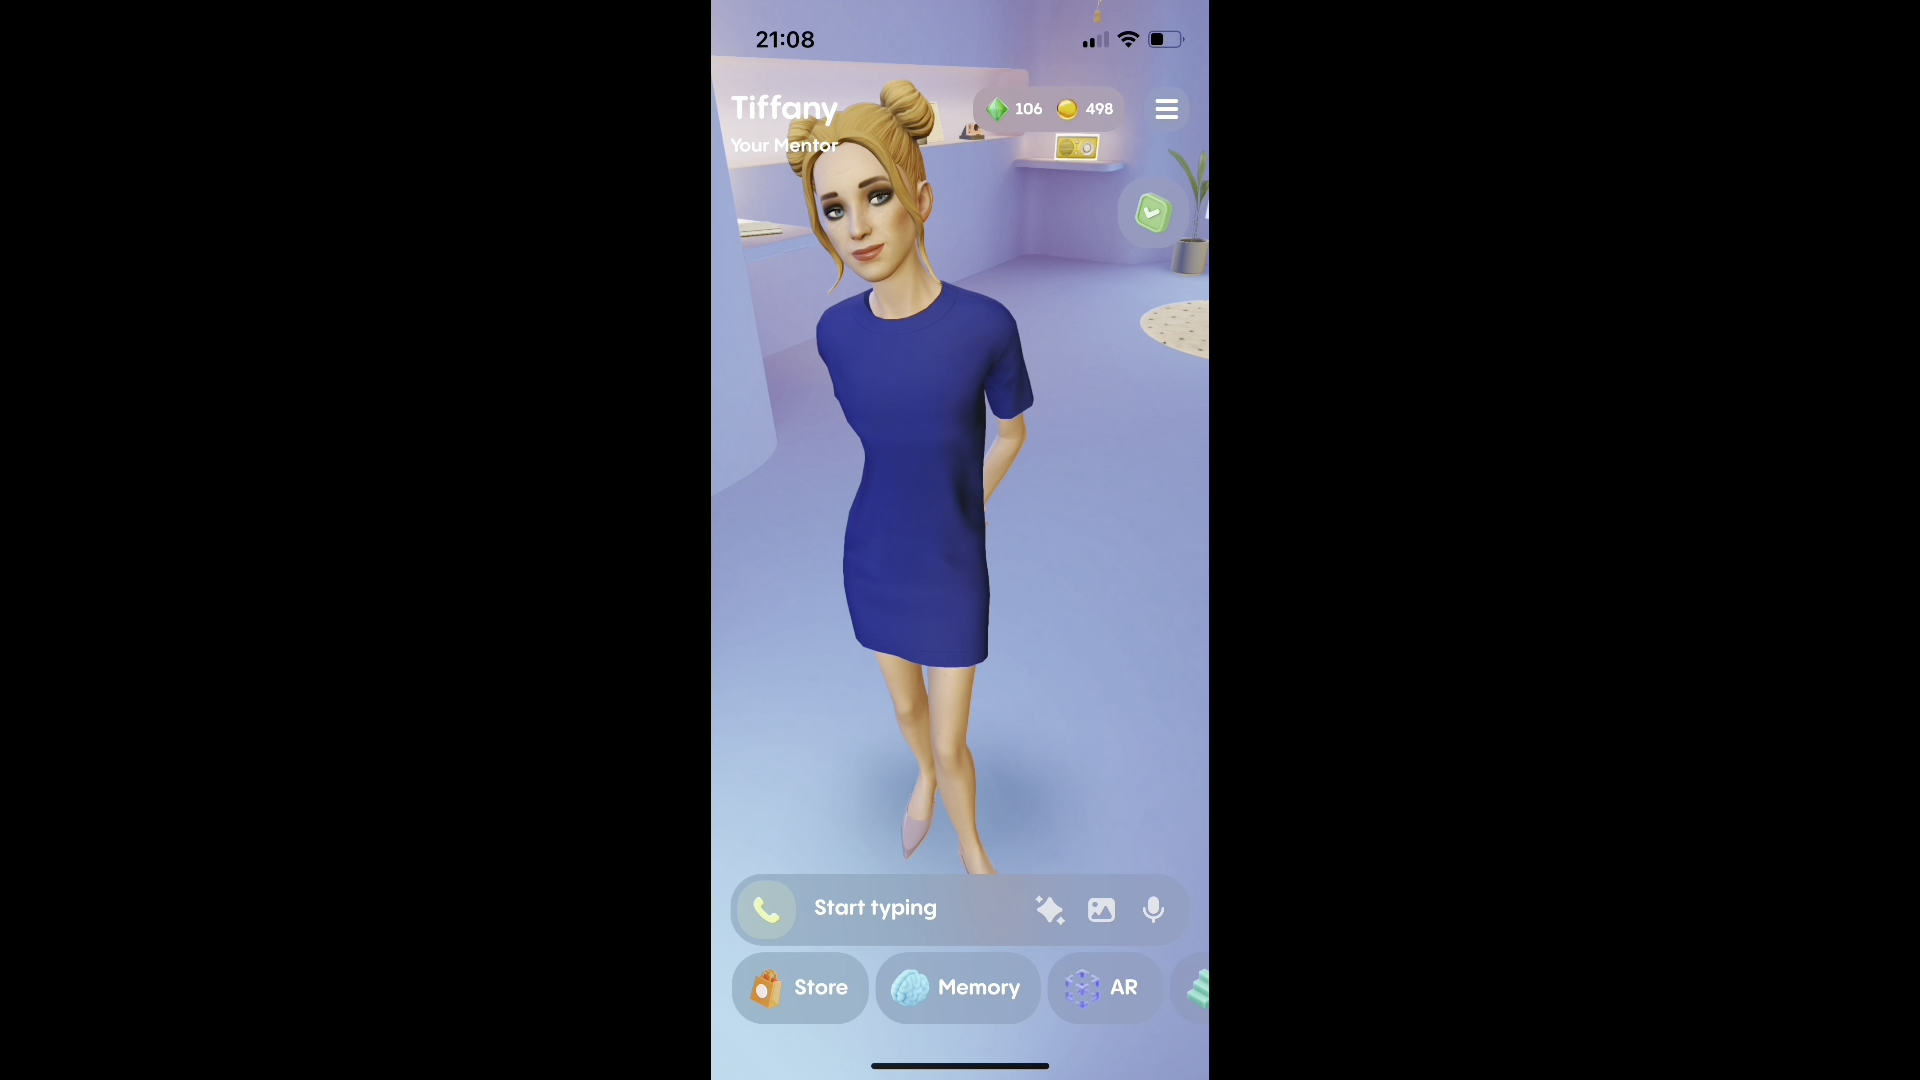 21:08
Tiffany
Your Mentor
106
498
Start typing
Store
Memory
AR